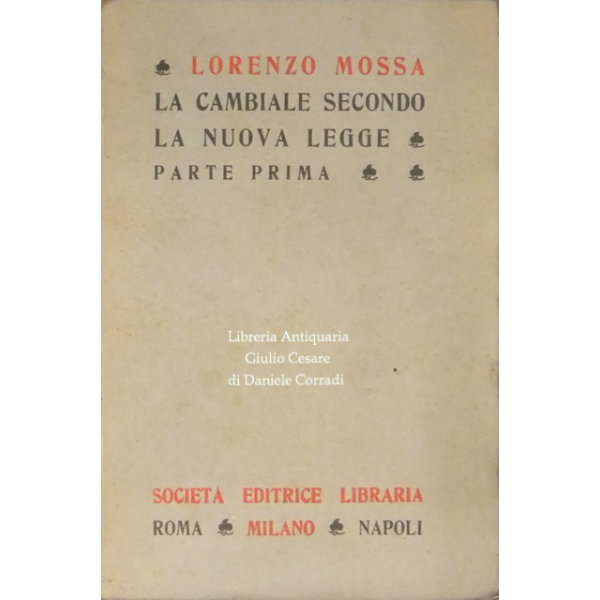 LORENZO MOSSA
LA CAMBIALE SECONDO
LA NUOVA LEGGE
PARTE PRIMA
Libreria Antiquaria
Giulio Cesare
di Daniele Corradi
SOCIETÀ EDITRICE LIBRARIA
ROMA MILANO NAPOLI